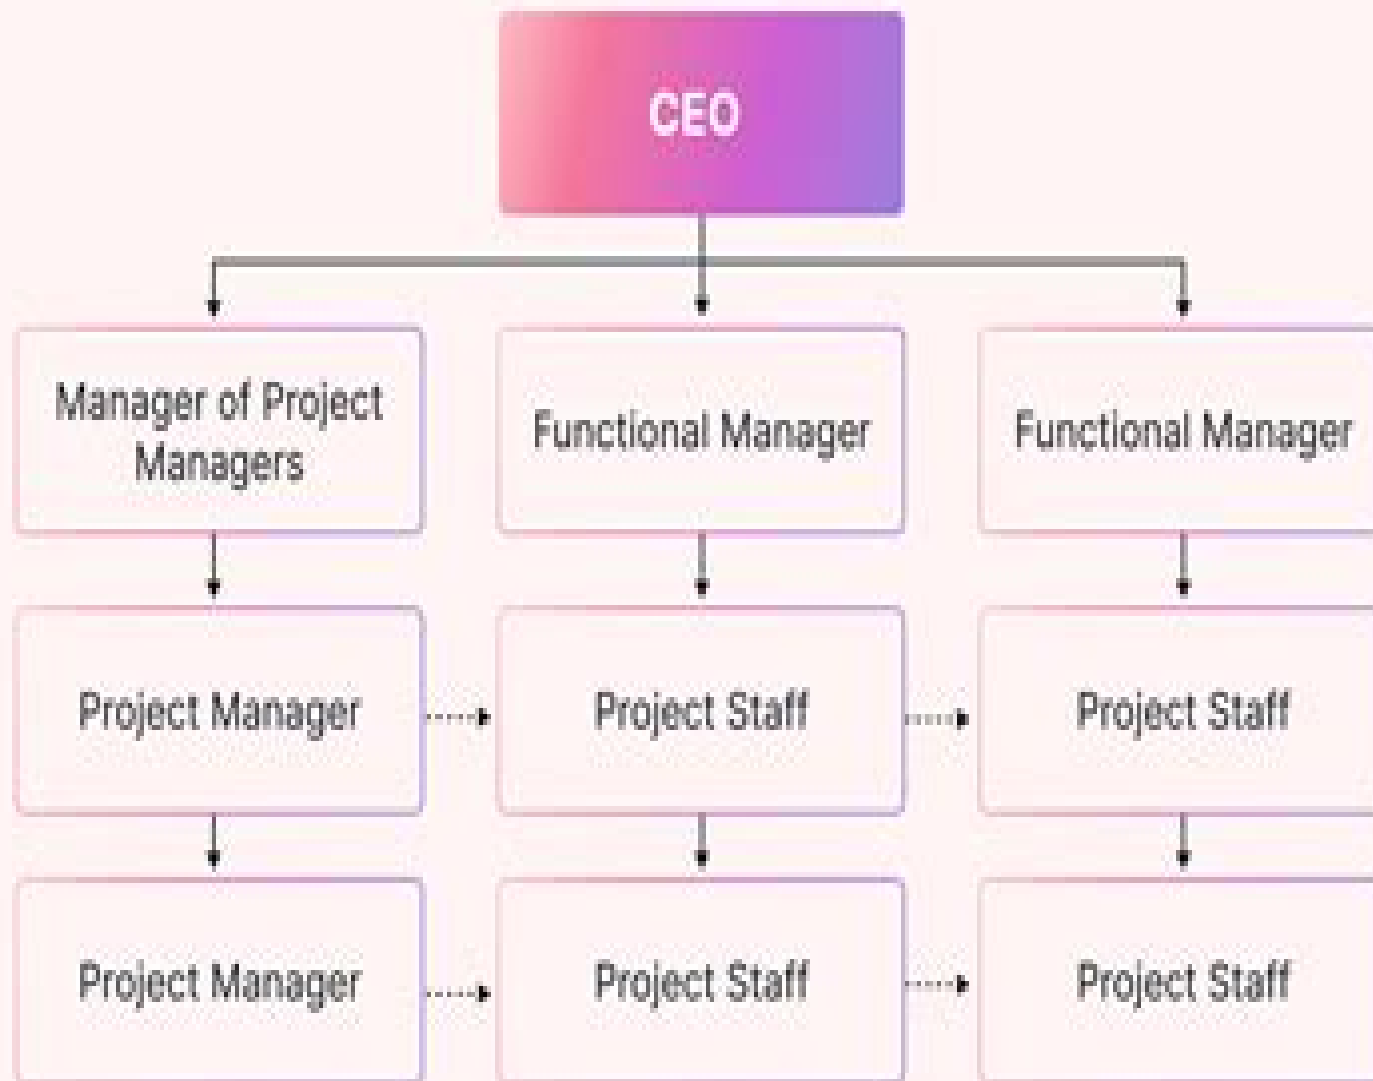 CEO
Manager of Project
Managers
Functional Manager
Functional Manager
Project Manager
Project Staff
Project Staff
Project Manager
Project Staff
Project Staff